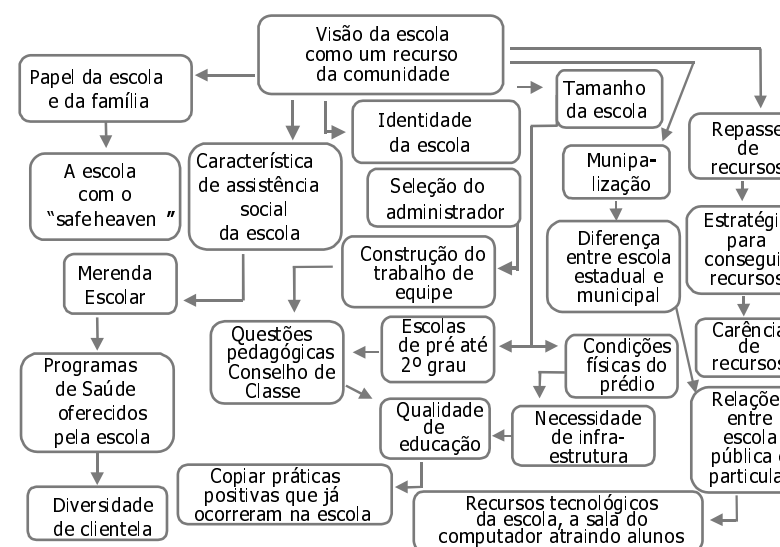 Visão da escola
como um recurso
da comunidade
Papel da escola
e da família
Tamanho
da escola
Identidade
da escola
Repasse
de
recursos
Característica
de assistência
social
da escola
A escola
com o
“safeheaven ”
Munipa-
lização
Seleção do
administrador
Estratégi
para
consegui
recursos
Diferença
entre escola
estadual e
municipal
Construção do
trabalho de
equipe
Merenda
Escolar
Questões
pedagógicas
Conselho de
Classe
Escolas
de pré até
2º grau
Condições
físicas do
prédio
Carência
de
recursos
Programas
de Saúde
oferecidos
pela escola
Relaçõe
entre
escola
pública e
particula
Qualidade
de
educação
Necessidade
de infra-
estrutura
Copiar práticas
positivas que já
ocorreram na escola
Diversidade
de clientela
Recursos tecnológicos
da escola, a sala do
computador atraindo alunos